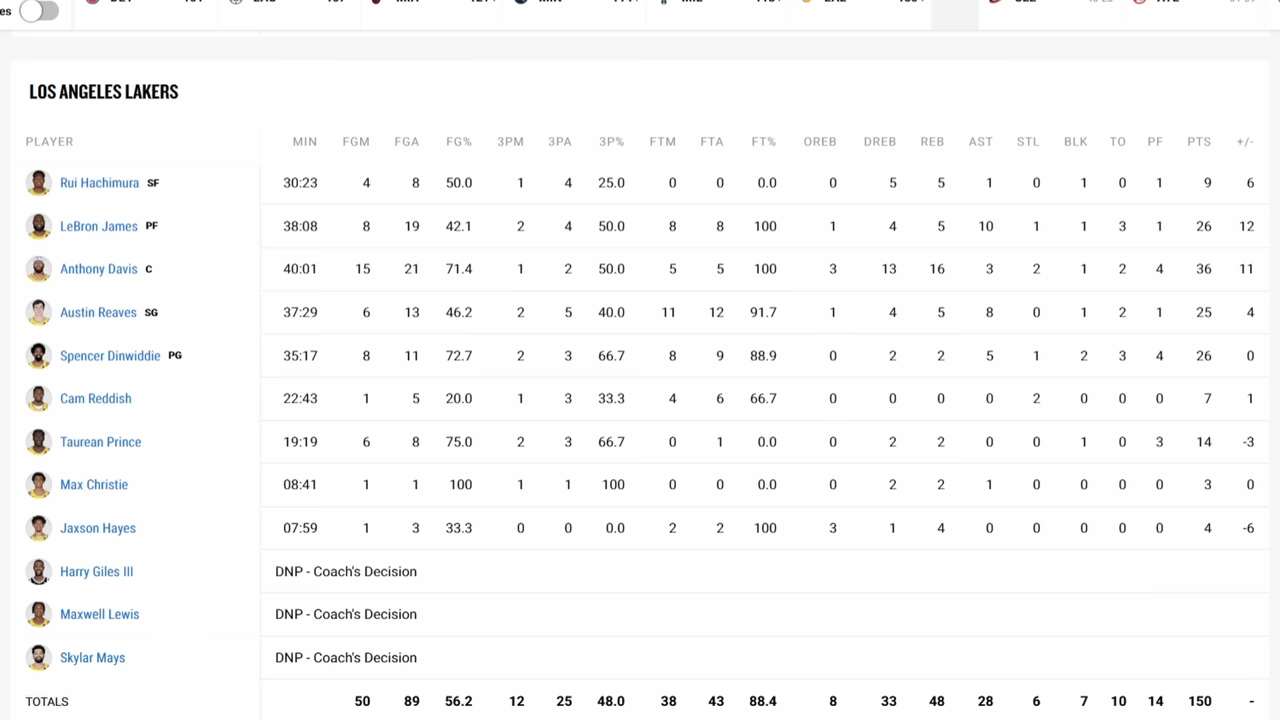 es
LOS ANGELES LAKERS
PLAYER MIN FGM FGA FG% 3PM 3PA 3P% FTM FTA FT% OREB DREB REB AST STL BLK TO PF PTS +/-
Rui Hachimura SF 30:23 4 8 50.0 1 4 25.0 0 0 0.0 0 5 5 1 0 1 0 1 9 6
LeBron James PF 38:08 8 19 42.1 2 4 50.0 8 8 100 1 4 5 10 1 1 3 1 26 12
Anthony Davis C 40:01 15 21 71.4 1 2 50.0 5 5 100 3 13 16 3 2 1 2 4 36 11
Austin Reaves SG 37:29 6 13 46.2 2 5 40.0 11 12 91.7 1 4 5 8 0 1 2 1 25 4
Spencer Dinwiddie PG 35:17 8 11 72.7 2 3 66.7 8 9 88.9 0 2 2 5 1 2 3 4 26 0
Cam Reddish 22:43 1 5 20.0 1 3 33.3 4 6 66.7 0 0 0 0 2 0 0 0 7 1
Taurean Prince 19:19 6 8 75.0 2 3 66.7 0 1 0.0 0 2 2 0 0 1 0 3 14 -3
Max Christie 08:41 1 1 100 1 1 100 0 0 0.0 0 2 2 1 0 0 0 0 3 0
Jaxson Hayes 07:59 1 3 33.3 0 0 0.0 2 2 100 3 1 4 0 0 0 0 0 4 -6
Harry Giles III DNP - Coach's Decision
Maxwell Lewis DNP - Coach's Decision
Skylar Mays DNP - Coach's Decision
TOTALS 50 89 56.2 12 25 48.0 38 43 88.4 8 33 48 28 6 7 10 14 150 -